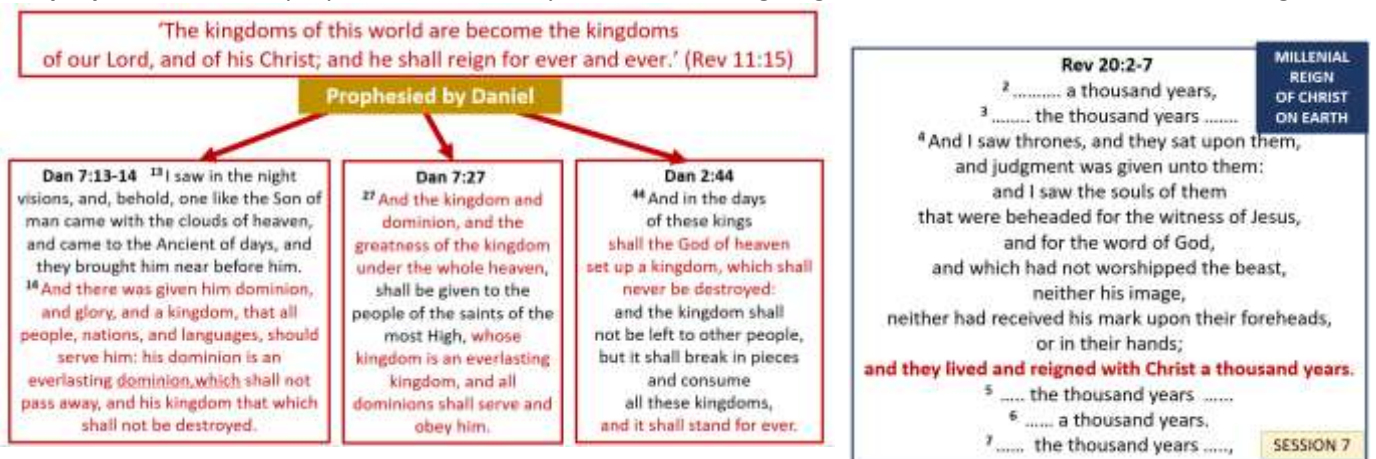 'The kingdoms of this world are become the kingdoms
of our Lord, and of his Christ; and he shall reign for ever and ever.' (Rev 11:15)
Prophesied by Daniel
Dan 7:13-14 ¹³ I saw in the night
visions, and, behold, one like the Son of
man came with the clouds of heaven,
and came to the Ancient of days, and
they brought him near before him.
¹⁴ And there was given him dominion,
and glory, and a kingdom, that all
people, nations, and languages, should
serve him: his dominion is an
everlasting dominion,which shall not
pass away, and his kingdom that which
shall not be destroyed.
Dan 7:27
²⁷ And the kingdom and
dominion, and the
greatness of the kingdom
under the whole heaven,
shall be given to the
people of the saints of the
most High, whose
kingdom is an everlasting
kingdom, and all
dominions shall serve and
obey him.
Dan 2:44
⁴⁴ And in the days
of these kings
shall the God of heaven
set up a kingdom, which shall
never be destroyed:
and the kingdom shall
not be left to other people,
but it shall break in pieces
and consume
all these kingdoms,
and it shall stand for ever.
MILLENIAL
REIGN
OF CHRIST
ON EARTH
Rev 20:2-7
² .......... a thousand years,
³ ........ the thousand years .......
⁴ And I saw thrones, and they sat upon them,
and judgment was given unto them:
and I saw the souls of them
that were beheaded for the witness of Jesus,
and for the word of God,
and which had not worshipped the beast,
neither his image,
neither had received his mark upon their foreheads,
or in their hands;
and they lived and reigned with Christ a thousand years.
⁵ ..... the thousand years ......
⁶ ...... a thousand years.
⁷ ...... the thousand years .....,
SESSION 7